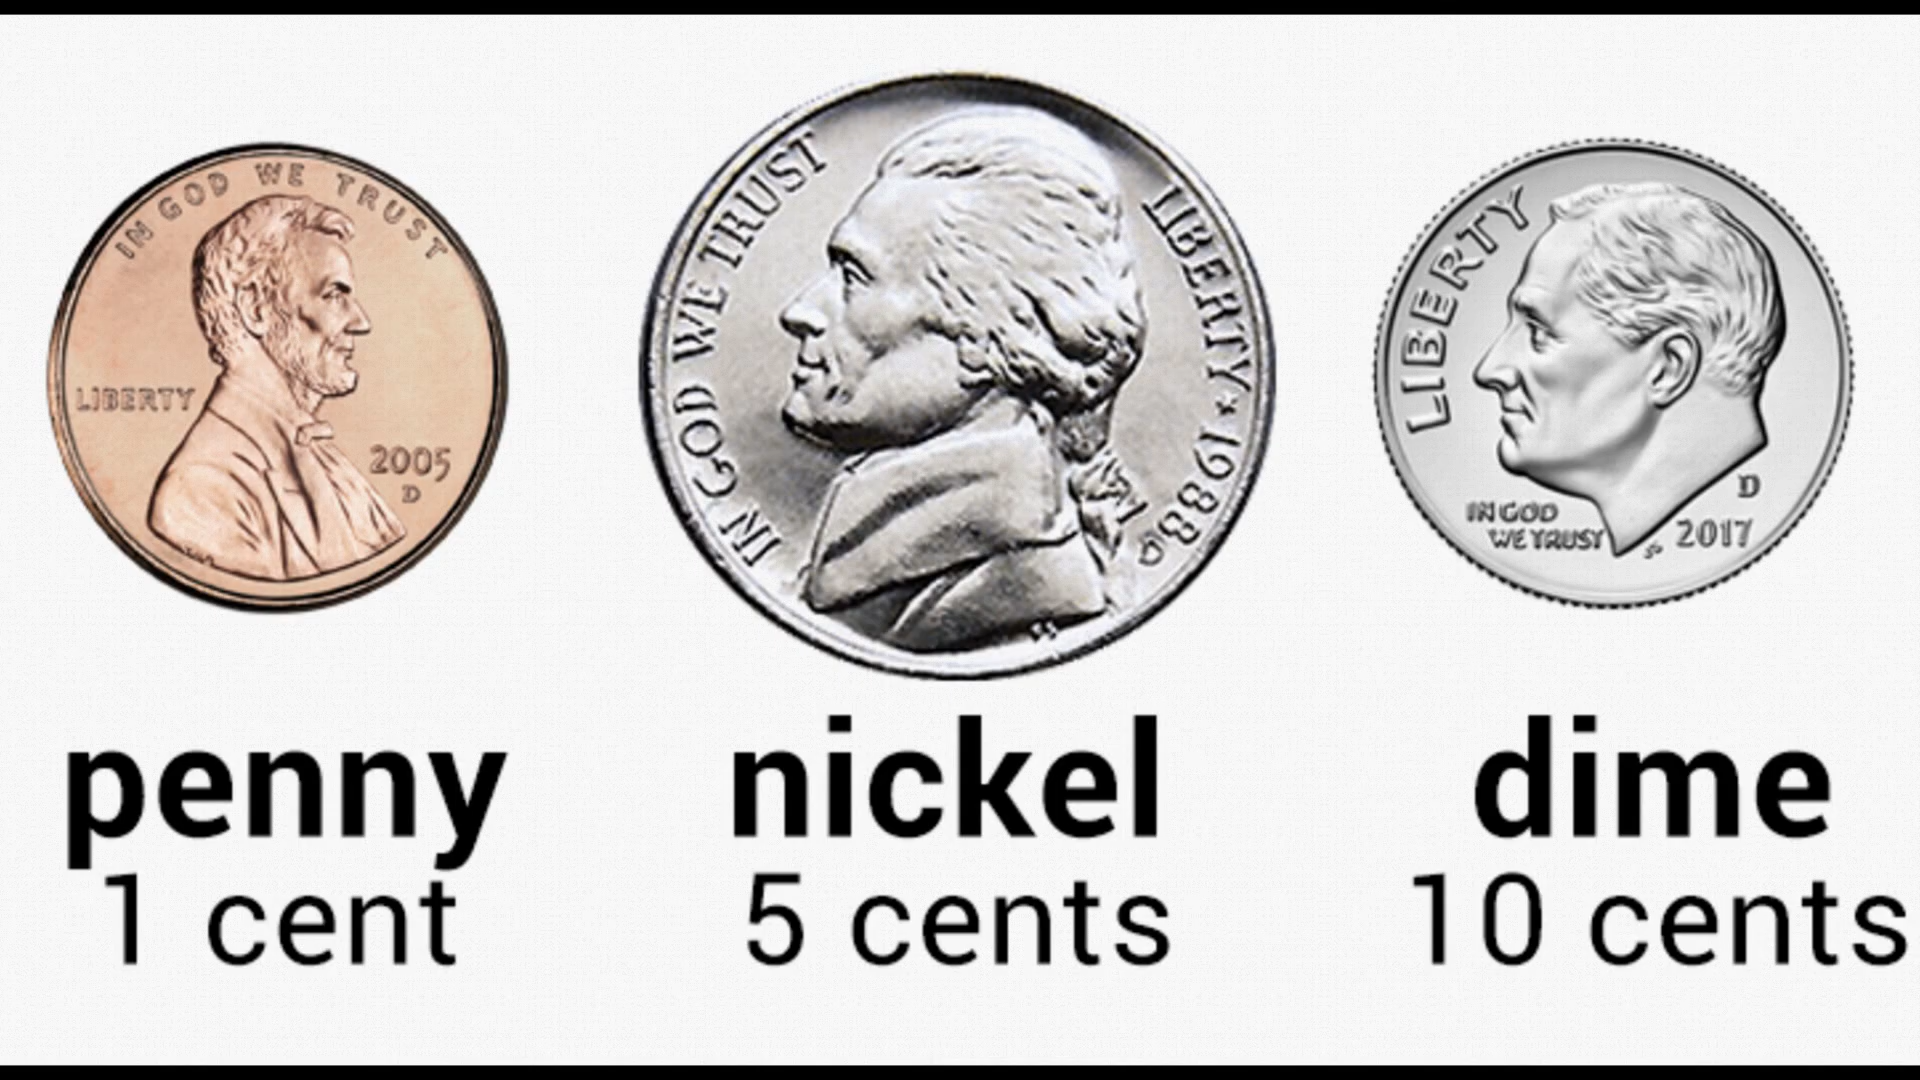 IN GOD WE TRUST
LIBERTY
2005
D
IN GOD WE TRUST
LIBERTY * 1988
D
LIBERTY
IN GOD
WE TRUST
D
2017
penny
1 cent
nickel
5 cents
dime
10 cents